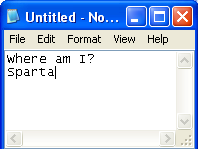 Untitled - No...
File Edit Format View Help
Where am I?
Sparta